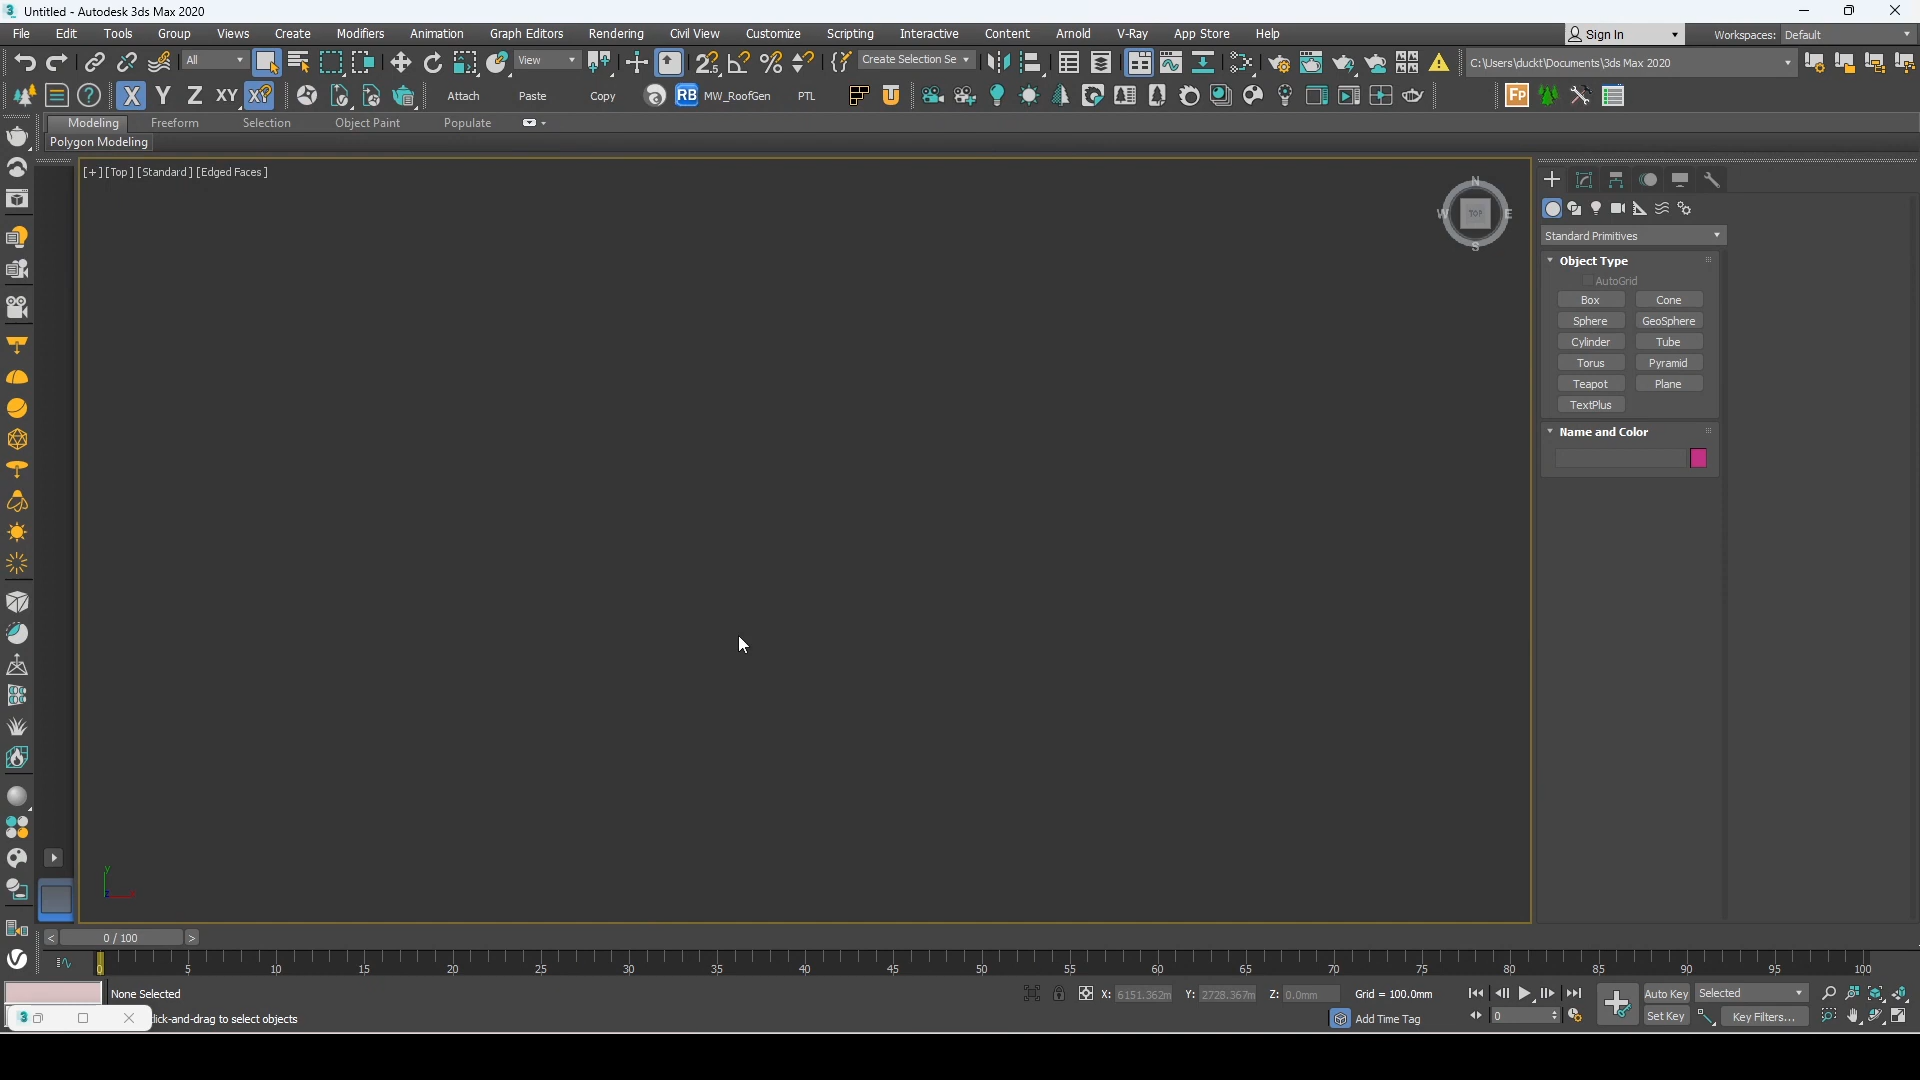 Untitled - Autodesk 3ds Max 2020
File Edit Tools Group Views Create Modifiers Animation Graph Editors Rendering Civil View Customize Scripting Interactive Content Arnold V-Ray App Store Help
Sign In
Workspaces: Default
All
View
Create Selection Se
C:\Users\duckt\Documents\3ds Max 2020
X Y Z XY
Attach Paste Copy
RB MW_RoofGen PTL
Fp
Modeling Freeform Selection Object Paint Populate
Polygon Modeling
[+] [Top] [Standard] [Edged Faces]
N
W TOP E
S
Standard Primitives
Object Type
AutoGrid
Box Cone
Sphere GeoSphere
Cylinder Tube
Torus Pyramid
Teapot Plane
TextPlus
Name and Color
y
0 / 100
0 5 10 15 20 25 30 35 40 45 50 55 60 65 70 75 80 85 90 95 100
None Selected
X: 6151.362m Y: 2728.367m Z: 0.0mm Grid = 100.0mm
Auto Key Selected
lick-and-drag to select objects
Add Time Tag
0
Set Key Key Filters...